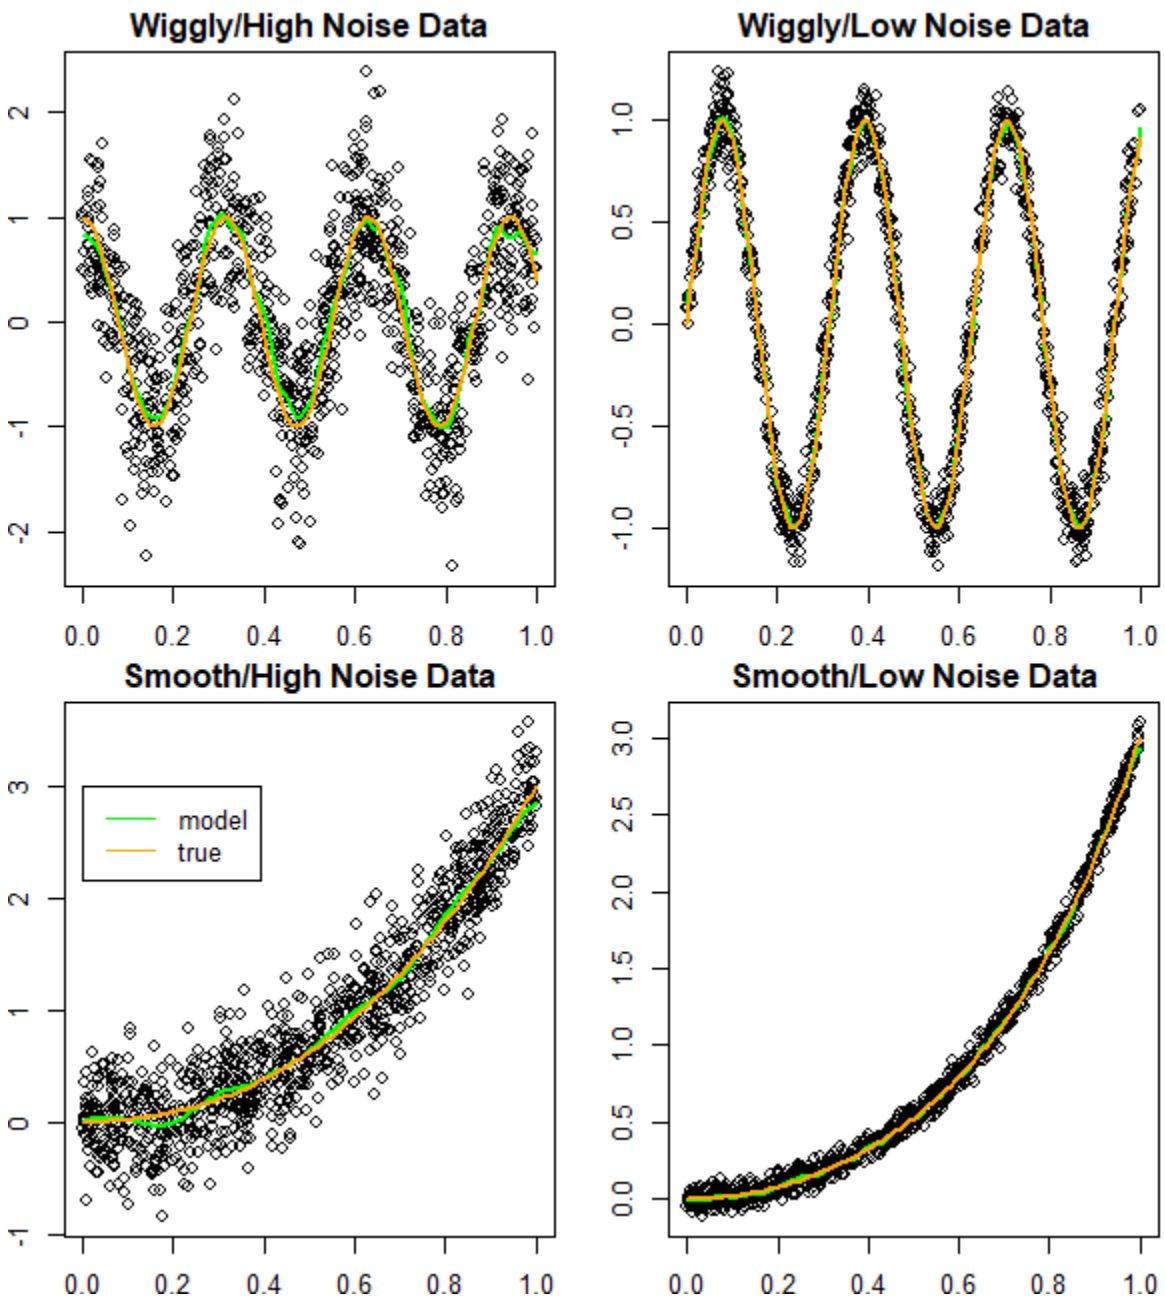 Wiggly/High Noise Data
2
1
0
-1
-2
0.0 0.2 0.4 0.6 0.8 1.0
Wiggly/Low Noise Data
1.0
0.5
0.0
-0.5
-1.0
0.0 0.2 0.4 0.6 0.8 1.0
Smooth/High Noise Data
3
2
1
0
-1
model
true
0.0 0.2 0.4 0.6 0.8 1.0
Smooth/Low Noise Data
3.0
2.5
2.0
1.5
1.0
0.5
0.0
0.0 0.2 0.4 0.6 0.8 1.0